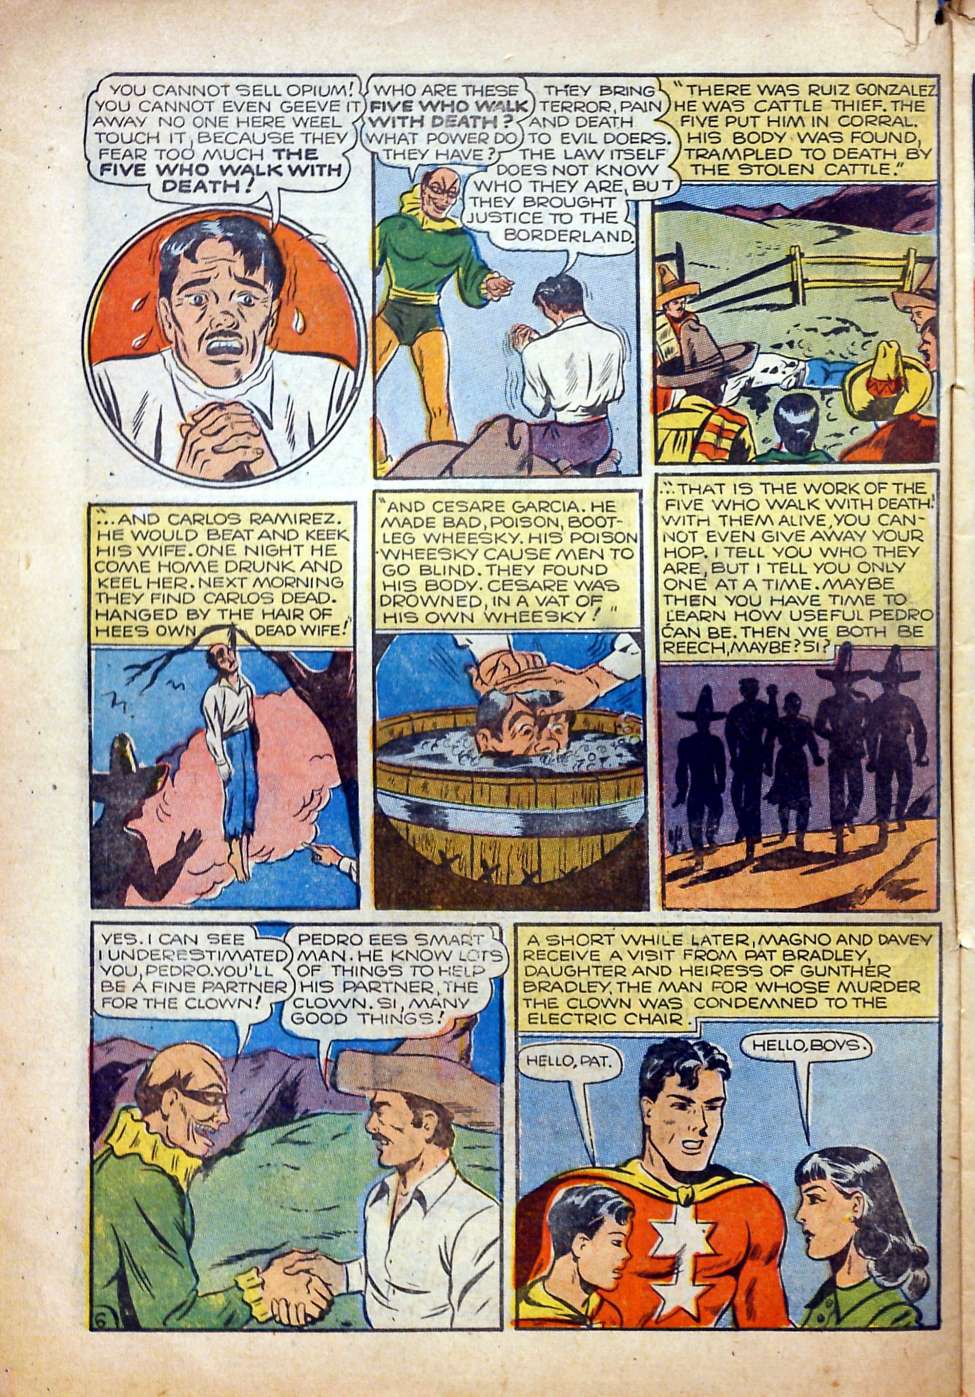 YOU CANNOT SELL OPIUM!
YOU CANNOT EVEN GEEVE IT
AWAY NO ONE HERE WEEL
TOUCH IT, BECAUSE THEY
FEAR TOO MUCH THE
FIVE WHO WALK WITH
DEATH!
WHO ARE THESE
FIVE WHO WALK
WITH DEATH?
WHAT POWER DO
THEY HAVE?
THEY BRING
TERROR, PAIN
AND DEATH
TO EVIL DOERS.
THE LAW ITSELF
DOES NOT KNOW
WHO THEY ARE, BUT
THEY BROUGHT
JUSTICE TO THE
BORDERLAND.
"THERE WAS RUIZ GONZALEZ
HE WAS CATTLE THIEF. THE
FIVE PUT HIM IN CORRAL.
HIS BODY WAS FOUND,
TRAMPLED TO DEATH BY
THE STOLEN CATTLE."
"...AND CARLOS RAMIREZ.
HE WOULD BEAT AND KEEK
HIS WIFE. ONE NIGHT HE
COME HOME DRUNK AND
KEEL HER. NEXT MORNING
THEY FIND CARLOS DEAD.
HANGED BY THE HAIR OF
HEES OWN DEAD WIFE!"
"AND CESARE GARCIA. HE
MADE BAD, POISON, BOOT-
LEG WHEESKY. HIS POISON
WHEESKY CAUSE MEN TO
GO BLIND. THEY FOUND
HIS BODY. CESARE WAS
DROWNED, IN A VAT OF
HIS OWN WHEESKY!"
"...THAT IS THE WORK OF THE
FIVE WHO WALK WITH DEATH!
WITH THEM ALIVE, YOU CAN-
NOT EVEN GIVE AWAY YOUR
HOP. I TELL YOU WHO THEY
ARE, BUT I TELL YOU ONLY
ONE AT A TIME. MAYBE
THEN YOU HAVE TIME TO
LEARN HOW USEFUL PEDRO
CAN BE. THEN WE BOTH BE
REECH, MAYBE? SI?
YES. I CAN SEE
I UNDERESTIMATED
YOU, PEDRO. YOU'LL
BE A FINE PARTNER
FOR THE CLOWN!
PEDRO EES SMART
MAN. HE KNOW LOTS
OF THINGS TO HELP
HIS PARTNER, THE
CLOWN. SI, MANY
GOOD THINGS!
6
A SHORT WHILE LATER, MAGNO AND DAVEY
RECEIVE A VISIT FROM PAT BRADLEY,
DAUGHTER AND HEIRESS OF GUNTHER
BRADLEY, THE MAN FOR WHOSE MURDER
THE CLOWN WAS CONDEMNED TO THE
ELECTRIC CHAIR.
HELLO, PAT.
HELLO, BOYS.